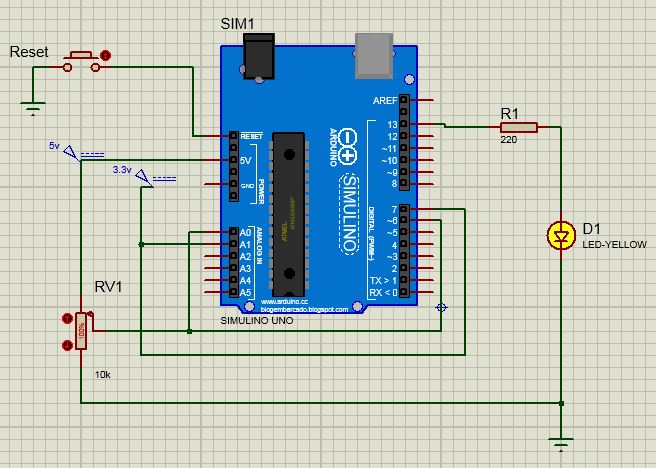 SIM1
Reset
AREF
13
12
~11
~10
~9
8
7
~6
~5
4
~3
2
TX > 1
RX < 0
R1
220
5v
3.3v
RESET
5V
GND
POWER
A0
A1
A2
A3
A4
A5
ANALOG IN
ATMEL
ARDUINO
(SIMULINO)
DIGITAL (PWM~)
www.arduino.cc
blogembarcado.blogspot.com
SIMULINO UNO
D1
LED-YELLOW
RV1
100%
10k